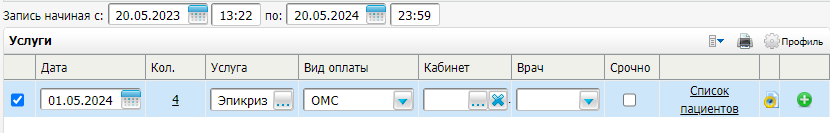 Запись начиная с: 20.05.2023 13:22 по: 20.05.2024 23:59
Услуги Профиль
Дата Кол. Услуга Вид оплаты Кабинет Врач Срочно
01.05.2024 4 Эпикриз ... ОМС ... Список
пациентов